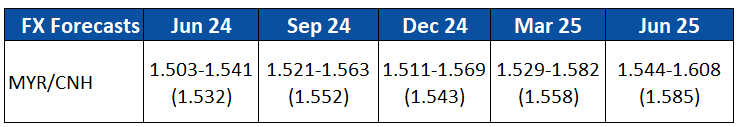 FX Forecasts Jun 24 Sep 24 Dec 24 Mar 25 Jun 25
MYR/CNH 1.503-1.541 1.521-1.563 1.511-1.569 1.529-1.582 1.544-1.608
(1.532) (1.552) (1.543) (1.558) (1.585)